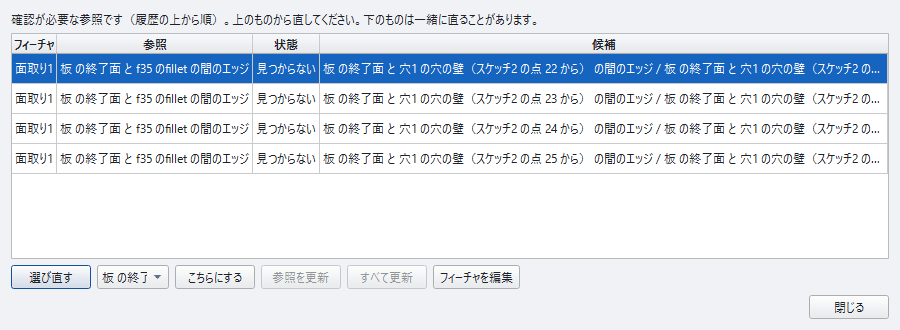 確認が必要な参照です（履歴の上から順）。上のものから直してください。下のものは一緒に直ることがあります。
フィーチャ 参照 状態 候補
面取り1 板 の終了面 と f35 のfillet の間のエッジ 見つからない 板 の終了面 と 穴1 の穴の壁（スケッチ2 の点 22 から） の間のエッジ / 板 の終了面 と 穴1 の穴の壁（スケッチ2 の...
面取り1 板 の終了面 と f35 のfillet の間のエッジ 見つからない 板 の終了面 と 穴1 の穴の壁（スケッチ2 の点 23 から） の間のエッジ / 板 の終了面 と 穴1 の穴の壁（スケッチ2 の...
面取り1 板 の終了面 と f35 のfillet の間のエッジ 見つからない 板 の終了面 と 穴1 の穴の壁（スケッチ2 の点 24 から） の間のエッジ / 板 の終了面 と 穴1 の穴の壁（スケッチ2 の...
面取り1 板 の終了面 と f35 のfillet の間のエッジ 見つからない 板 の終了面 と 穴1 の穴の壁（スケッチ2 の点 25 から） の間のエッジ / 板 の終了面 と 穴1 の穴の壁（スケッチ2 の...
選び直す 板 の終了 こちらにする 参照を更新 すべて更新 フィーチャを編集
閉じる